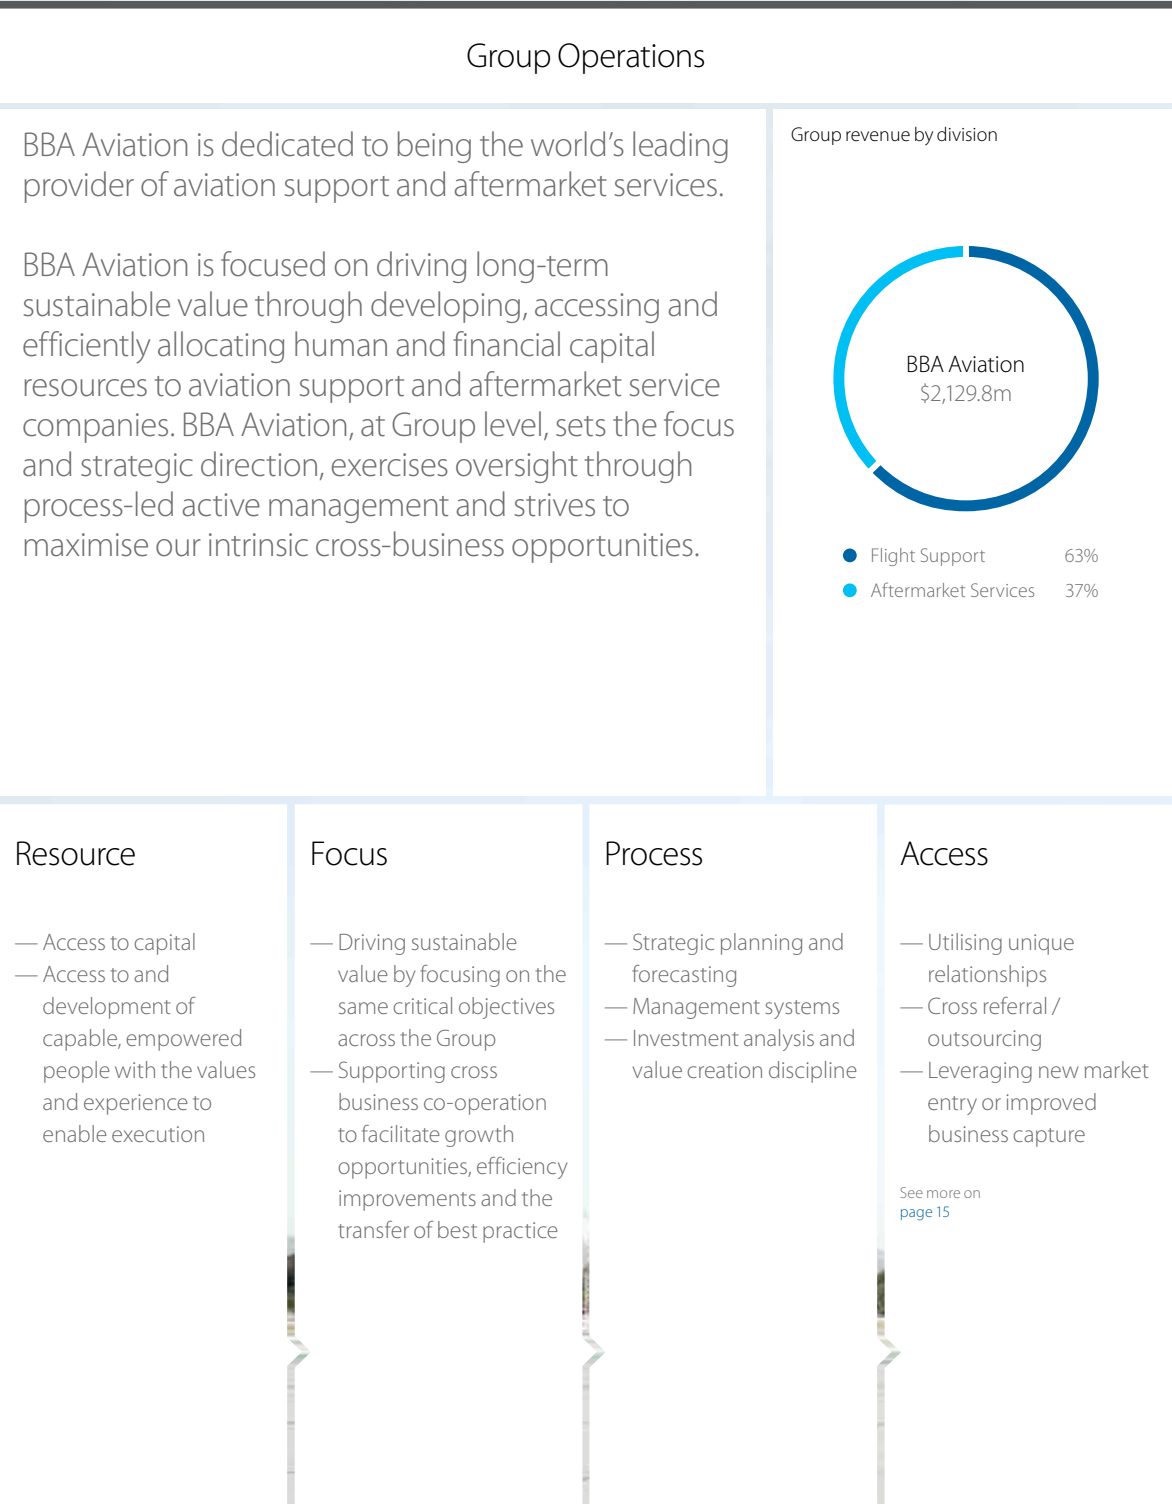 Group Operations
BBA Aviation is dedicated to being the world’s leading
provider of aviation support and aftermarket services.
BBA Aviation is focused on driving long-term
sustainable value through developing, accessing and
efficiently allocating human and financial capital
resources to aviation support and aftermarket service
companies. BBA Aviation, at Group level, sets the focus
and strategic direction, exercises oversight through
process-led active management and strives to
maximise our intrinsic cross-business opportunities.
Group revenue by division
BBA Aviation
$2,129.8m
Flight Support 63%
Aftermarket Services 37%
Resource
— Access to capital
— Access to and
development of
capable, empowered
people with the values
and experience to
enable execution
Focus
— Driving sustainable
value by focusing on the
same critical objectives
across the Group
— Supporting cross
business co-operation
to facilitate growth
opportunities, efficiency
improvements and the
transfer of best practice
Process
— Strategic planning and
forecasting
— Management systems
— Investment analysis and
value creation discipline
Access
— Utilising unique
relationships
— Cross referral /
outsourcing
— Leveraging new market
entry or improved
business capture
See more on
page 15